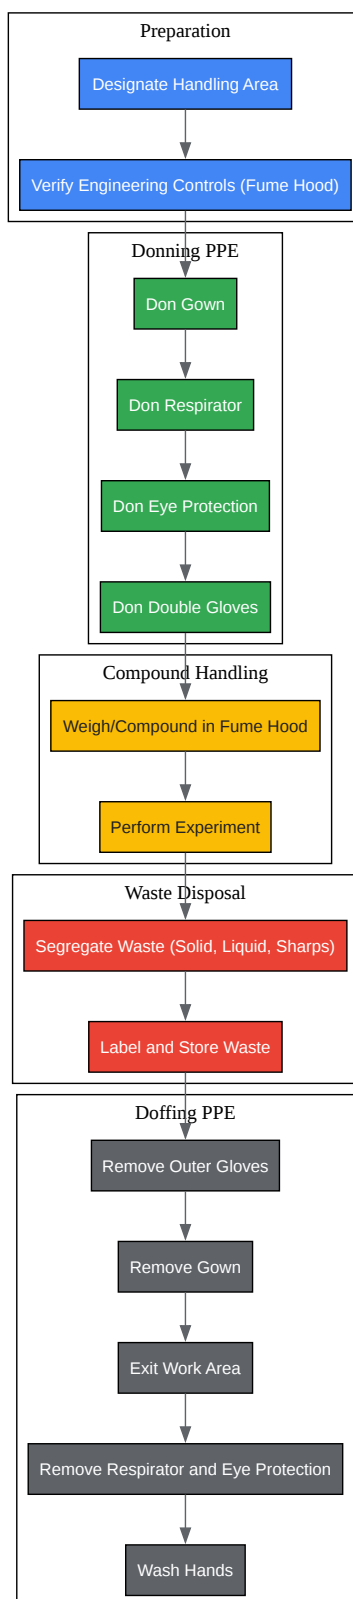 Preparation
Designate Handling Area
Verify Engineering Controls (Fume Hood)
Donning PPE
Don Gown
Don Respirator
Don Eye Protection
Don Double Gloves
Compound Handling
Weigh/Compound in Fume Hood
Perform Experiment
Waste Disposal
Segregate Waste (Solid, Liquid, Sharps)
Label and Store Waste
Doffing PPE
Remove Outer Gloves
Remove Gown
Exit Work Area
Remove Respirator and Eye Protection
Wash Hands